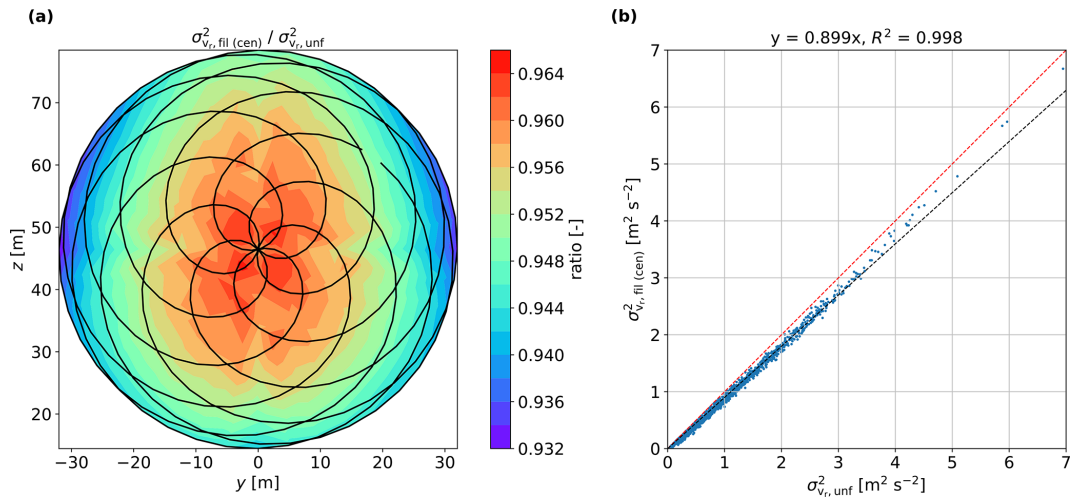 (a)
σ²vᵣ, fil (cen) / σ²vᵣ, unf
70
60
50
40
30
20
z [m]
−30 −20 −10 0 10 20 30
y [m]
0.964
0.960
0.956
0.952
0.948
0.944
0.940
0.936
0.932
ratio [-]
(b)
y = 0.899x, R² = 0.998
7
6
5
4
3
2
1
0
σ²vᵣ, fil (cen) [m² s⁻²]
0 1 2 3 4 5 6 7
σ²vᵣ, unf [m² s⁻²]